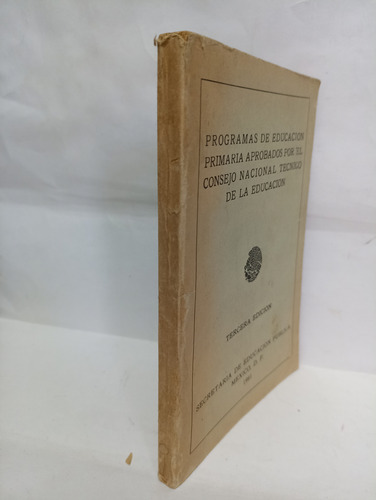 PROGRAMAS DE EDUCACION
PRIMARIA APROBADOS POR EL
CONSEJO NACIONAL TECNICO
DE LA EDUCACION
TERCERA EDICION
SECRETARIA DE EDUCACION PUBLICA
MEXICO, D. F.